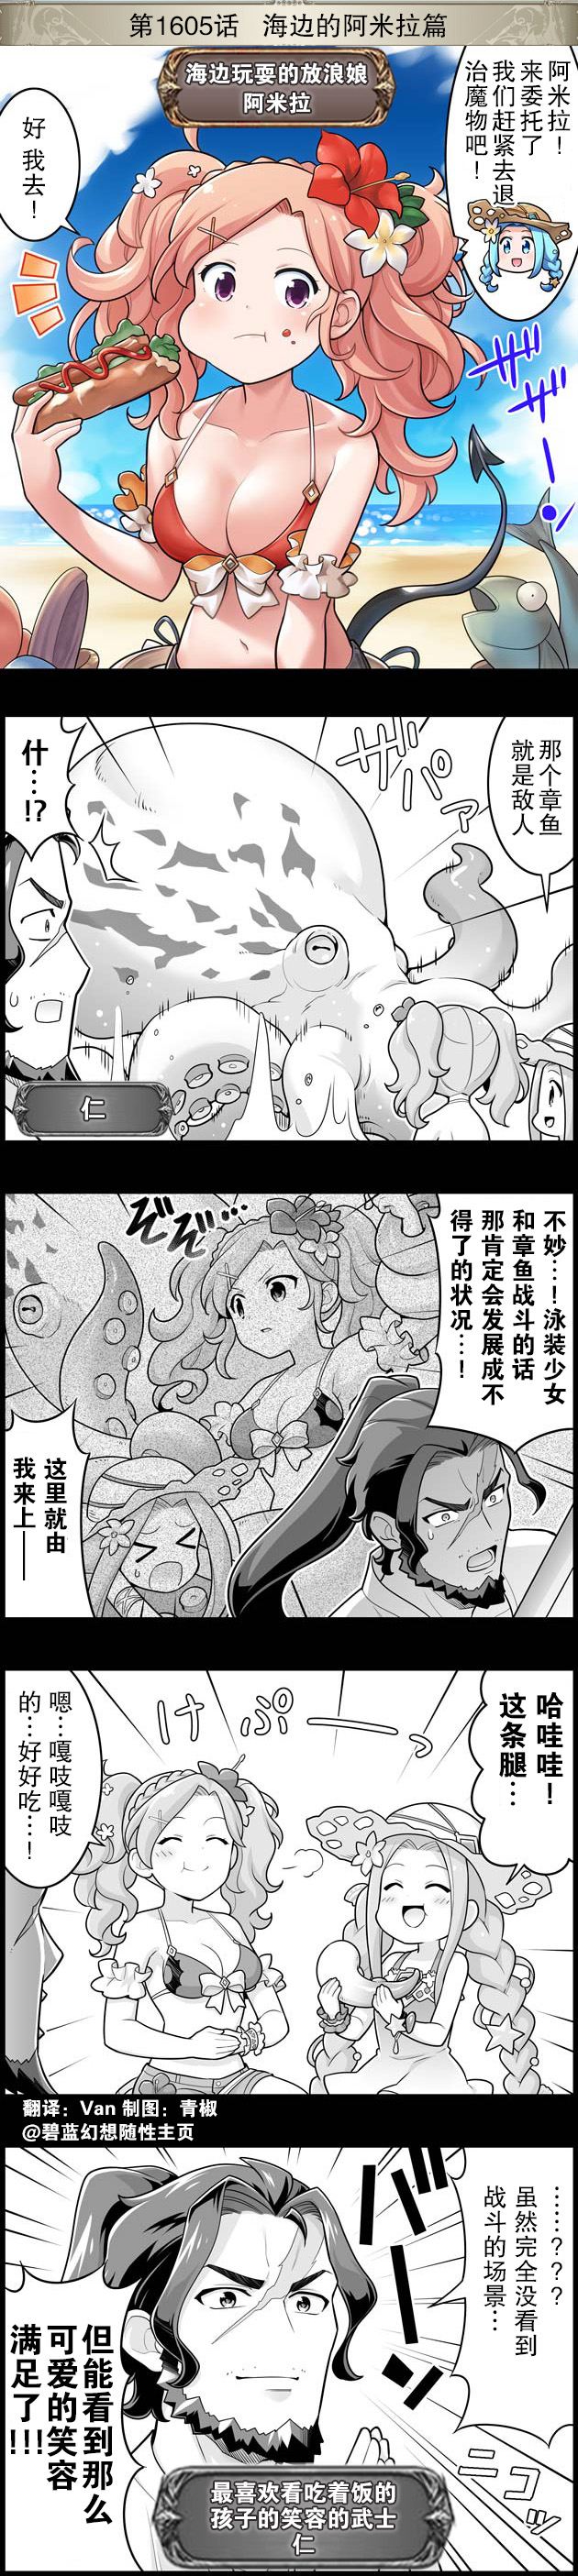 第1605话 海边的阿米拉篇
海边玩耍的放浪娘
阿米拉
阿米拉！
来委托了
我们赶紧去退
治魔物吧！
好
我去！
ザザー
那个章鱼
就是敌人
ザパァ
什…!?
仁
不妙…！泳装少女
和章鱼战斗的话
那肯定会发展成不
得了的状况…！
ぞぞ…
这里就由
我来上——
哈哇哇！
这条腿…
けぷーっ
嗯…嘎吱嘎吱
的…好好吃…！
翻译：Van 制图：青椒
@碧蓝幻想随性主页
……？？？
虽然完全没看到
战斗的场景…
但能看到那么
可爱的笑容
满足了!!!
ニコッ
最喜欢看吃着饭的
孩子的笑容的武士
仁